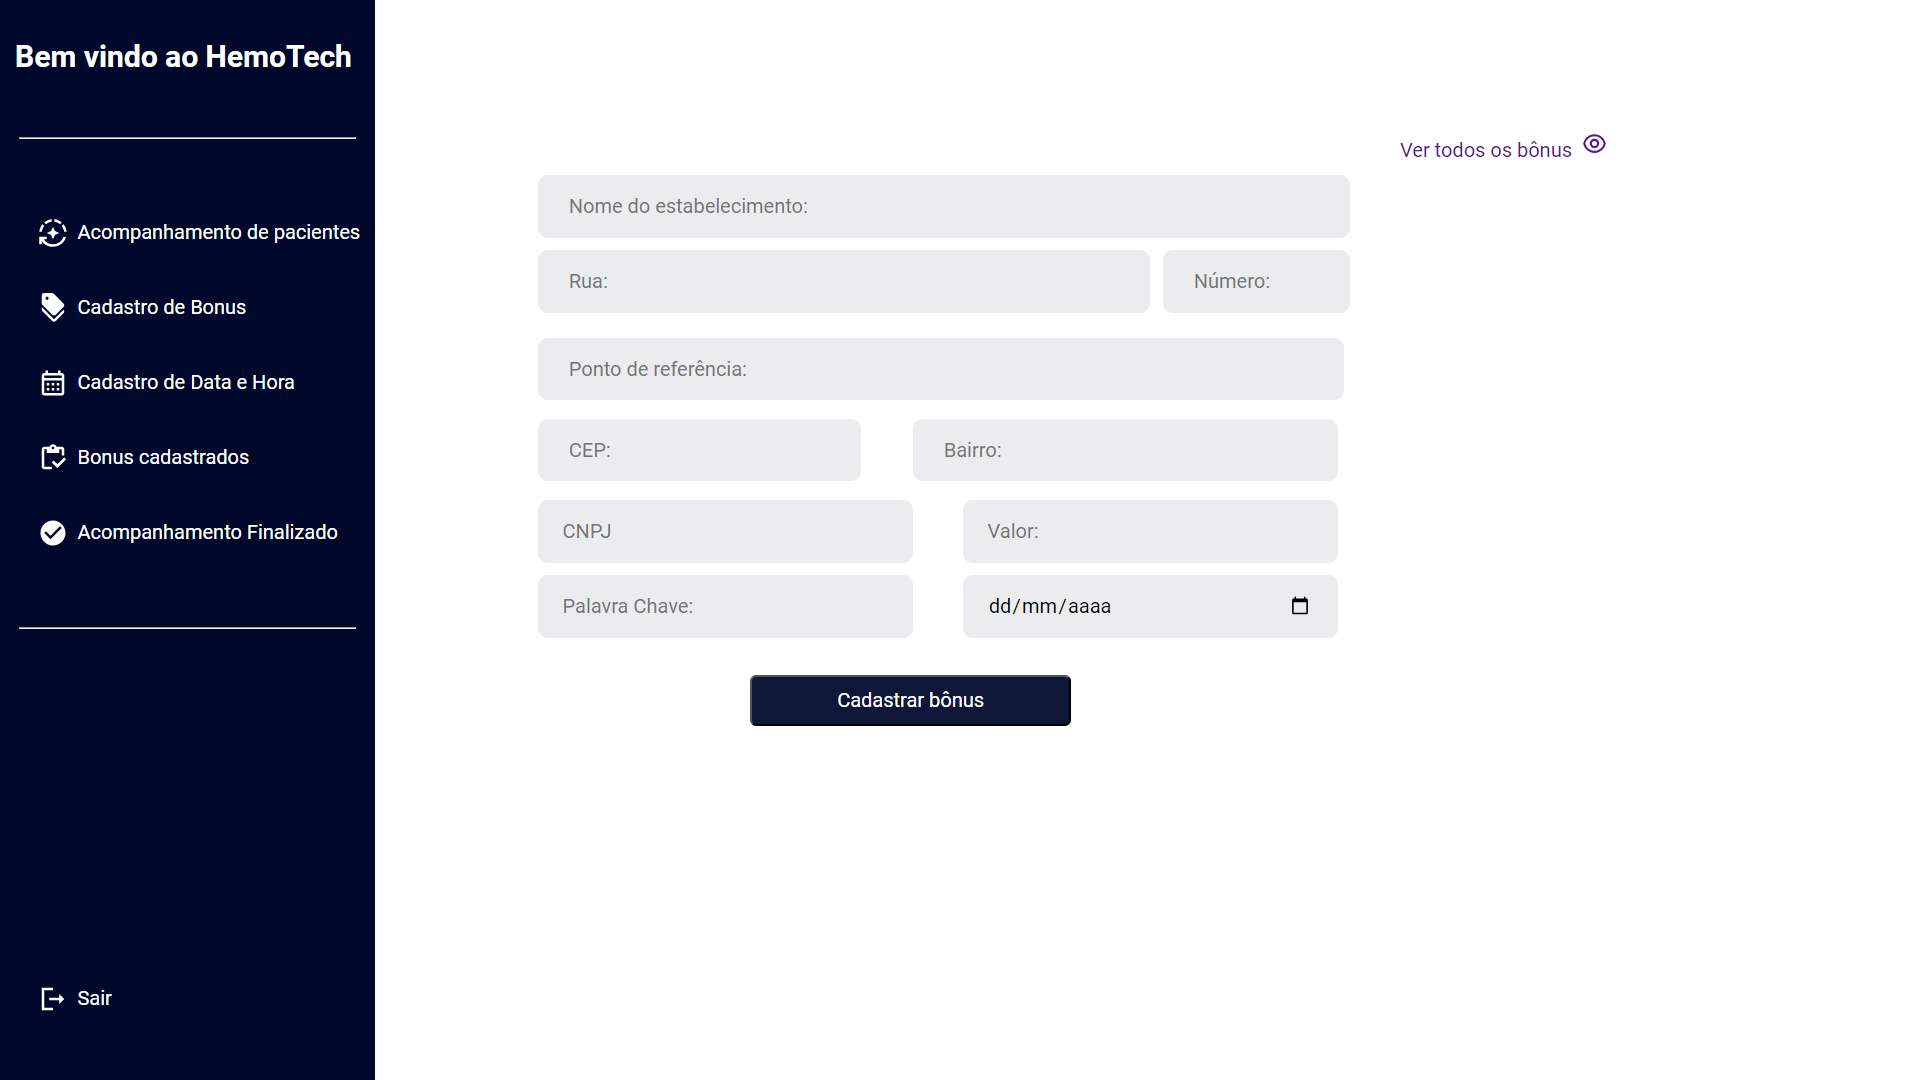 Bem vindo ao HemoTech
Acompanhamento de pacientes
Cadastro de Bonus
Cadastro de Data e Hora
Bonus cadastrados
Acompanhamento Finalizado
Sair
Ver todos os bônus
Nome do estabelecimento:
Rua:
Número:
Ponto de referência:
CEP:
Bairro:
CNPJ
Valor:
Palavra Chave:
dd/mm/aaaa
Cadastrar bônus